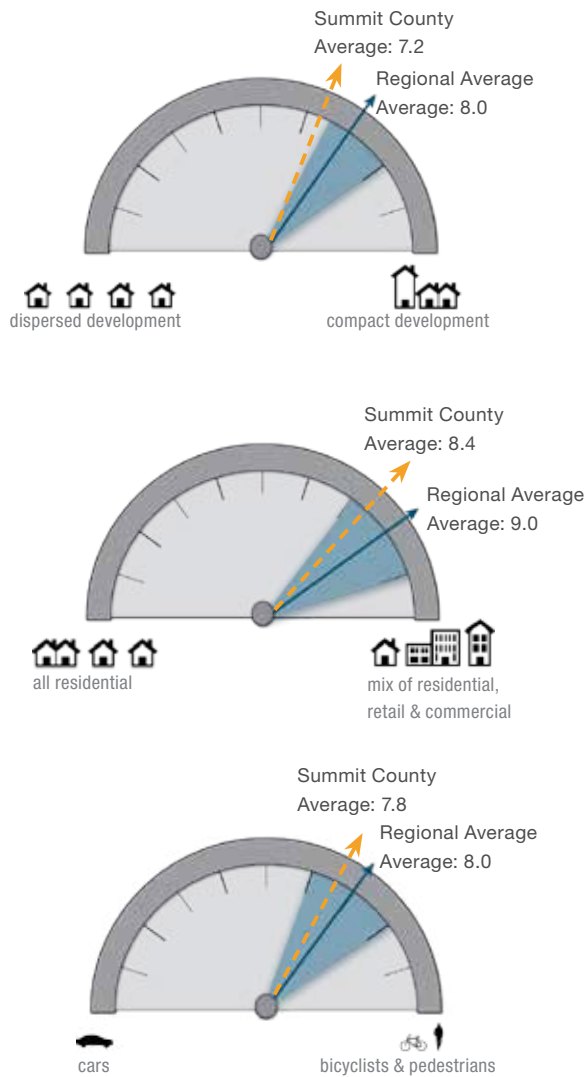 Summit County
Average: 7.2
Regional Average
Average: 8.0
dispersed development
compact development
Summit County
Average: 8.4
Regional Average
Average: 9.0
all residential
mix of residential,
retail & commercial
Summit County
Average: 7.8
Regional Average
Average: 8.0
cars
bicyclists & pedestrians